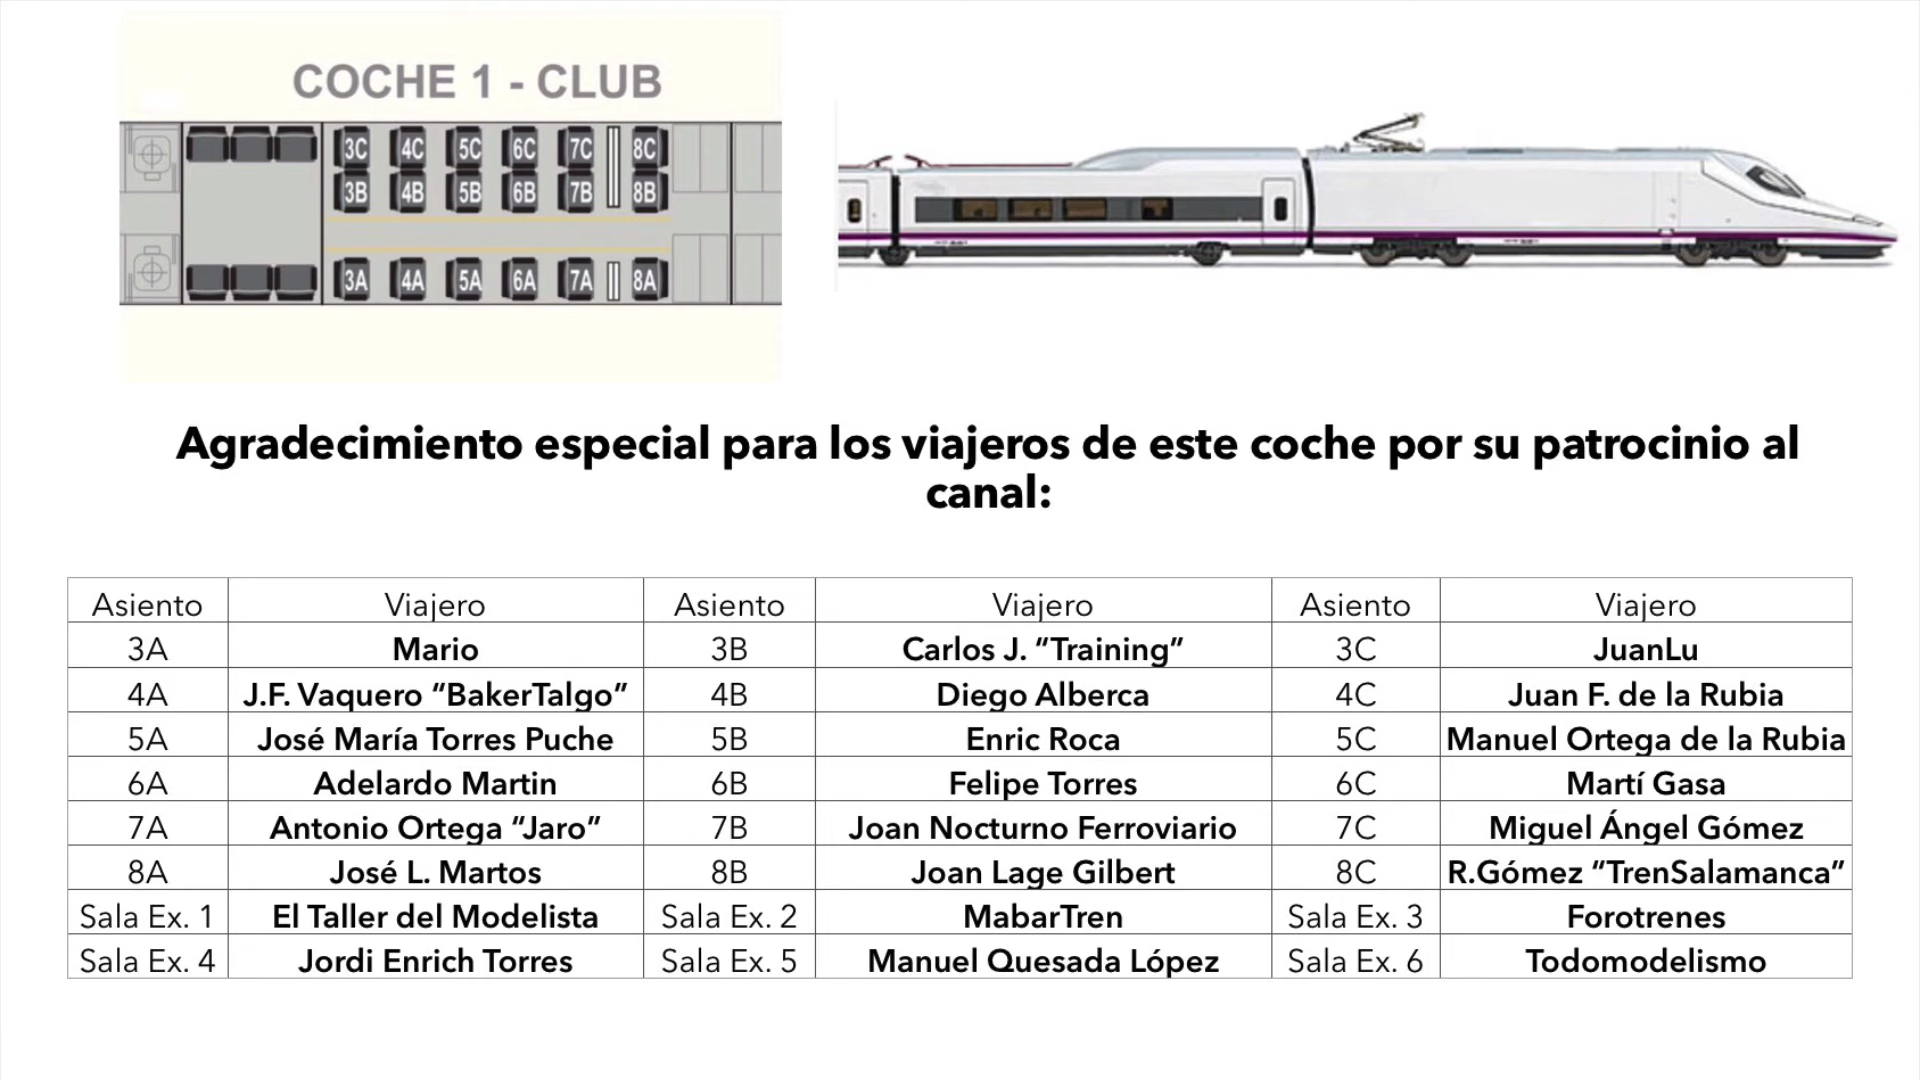 COCHE 1 - CLUB
3C 4C 5C 6C 7C 8C
3B 4B 5B 6B 7B 8B
3A 4A 5A 6A 7A 8A
Agradecimiento especial para los viajeros de este coche por su patrocinio al
canal:
Asiento Viajero Asiento Viajero Asiento Viajero
3A Mario 3B Carlos J. “Training” 3C JuanLu
4A J.F. Vaquero “BakerTalgo” 4B Diego Alberca 4C Juan F. de la Rubia
5A José María Torres Puche 5B Enric Roca 5C Manuel Ortega de la Rubia
6A Adelardo Martin 6B Felipe Torres 6C Martí Gasa
7A Antonio Ortega “Jaro” 7B Joan Nocturno Ferroviario 7C Miguel Ángel Gómez
8A José L. Martos 8B Joan Lage Gilbert 8C R.Gómez “TrenSalamanca”
Sala Ex. 1 El Taller del Modelista Sala Ex. 2 MabarTren Sala Ex. 3 Forotrenes
Sala Ex. 4 Jordi Enrich Torres Sala Ex. 5 Manuel Quesada López Sala Ex. 6 Todomodelismo